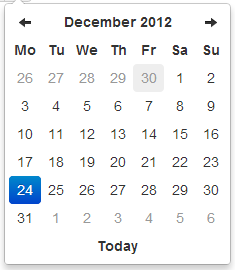 December 2012
Mo Tu We Th Fr Sa Su
26 27 28 29 30 1 2
3 4 5 6 7 8 9
10 11 12 13 14 15 16
17 18 19 20 21 22 23
24 25 26 27 28 29 30
31 1 2 3 4 5 6
Today